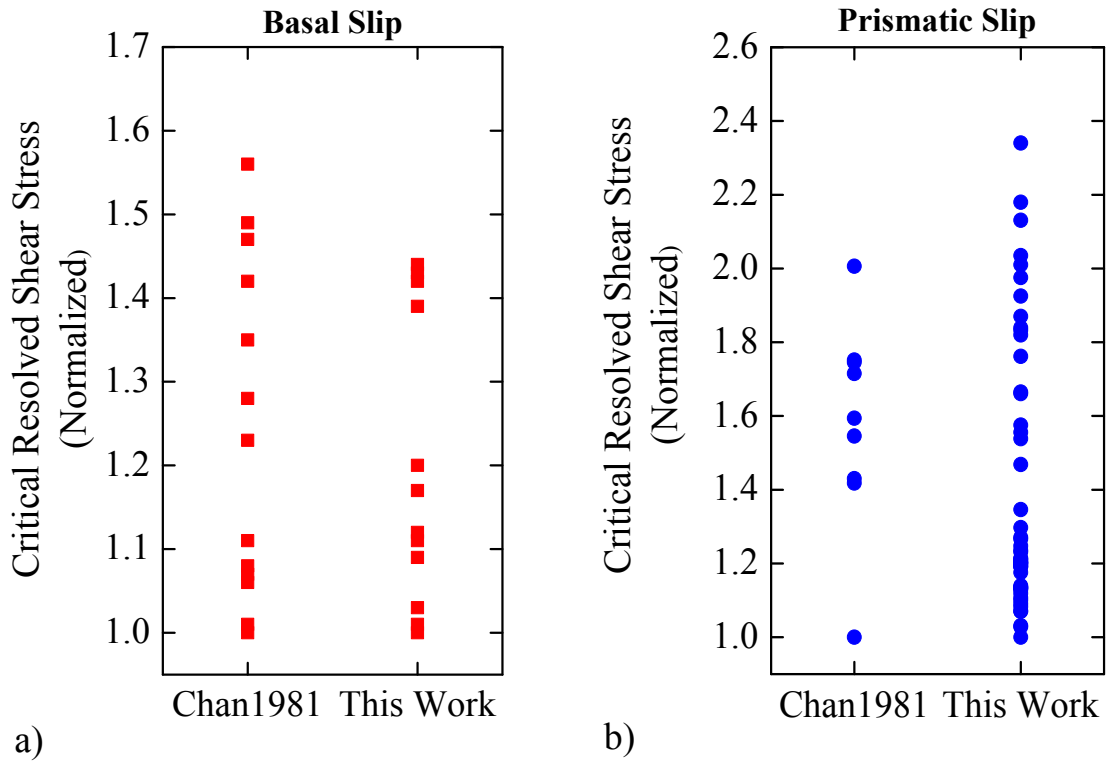 Basal Slip
Critical Resolved Shear Stress
(Normalized)
1.7
1.6
1.5
1.4
1.3
1.2
1.1
1.0
Chan1981 This Work
a)
Prismatic Slip
Critical Resolved Shear Stress
(Normalized)
2.6
2.4
2.2
2.0
1.8
1.6
1.4
1.2
1.0
Chan1981 This Work
b)